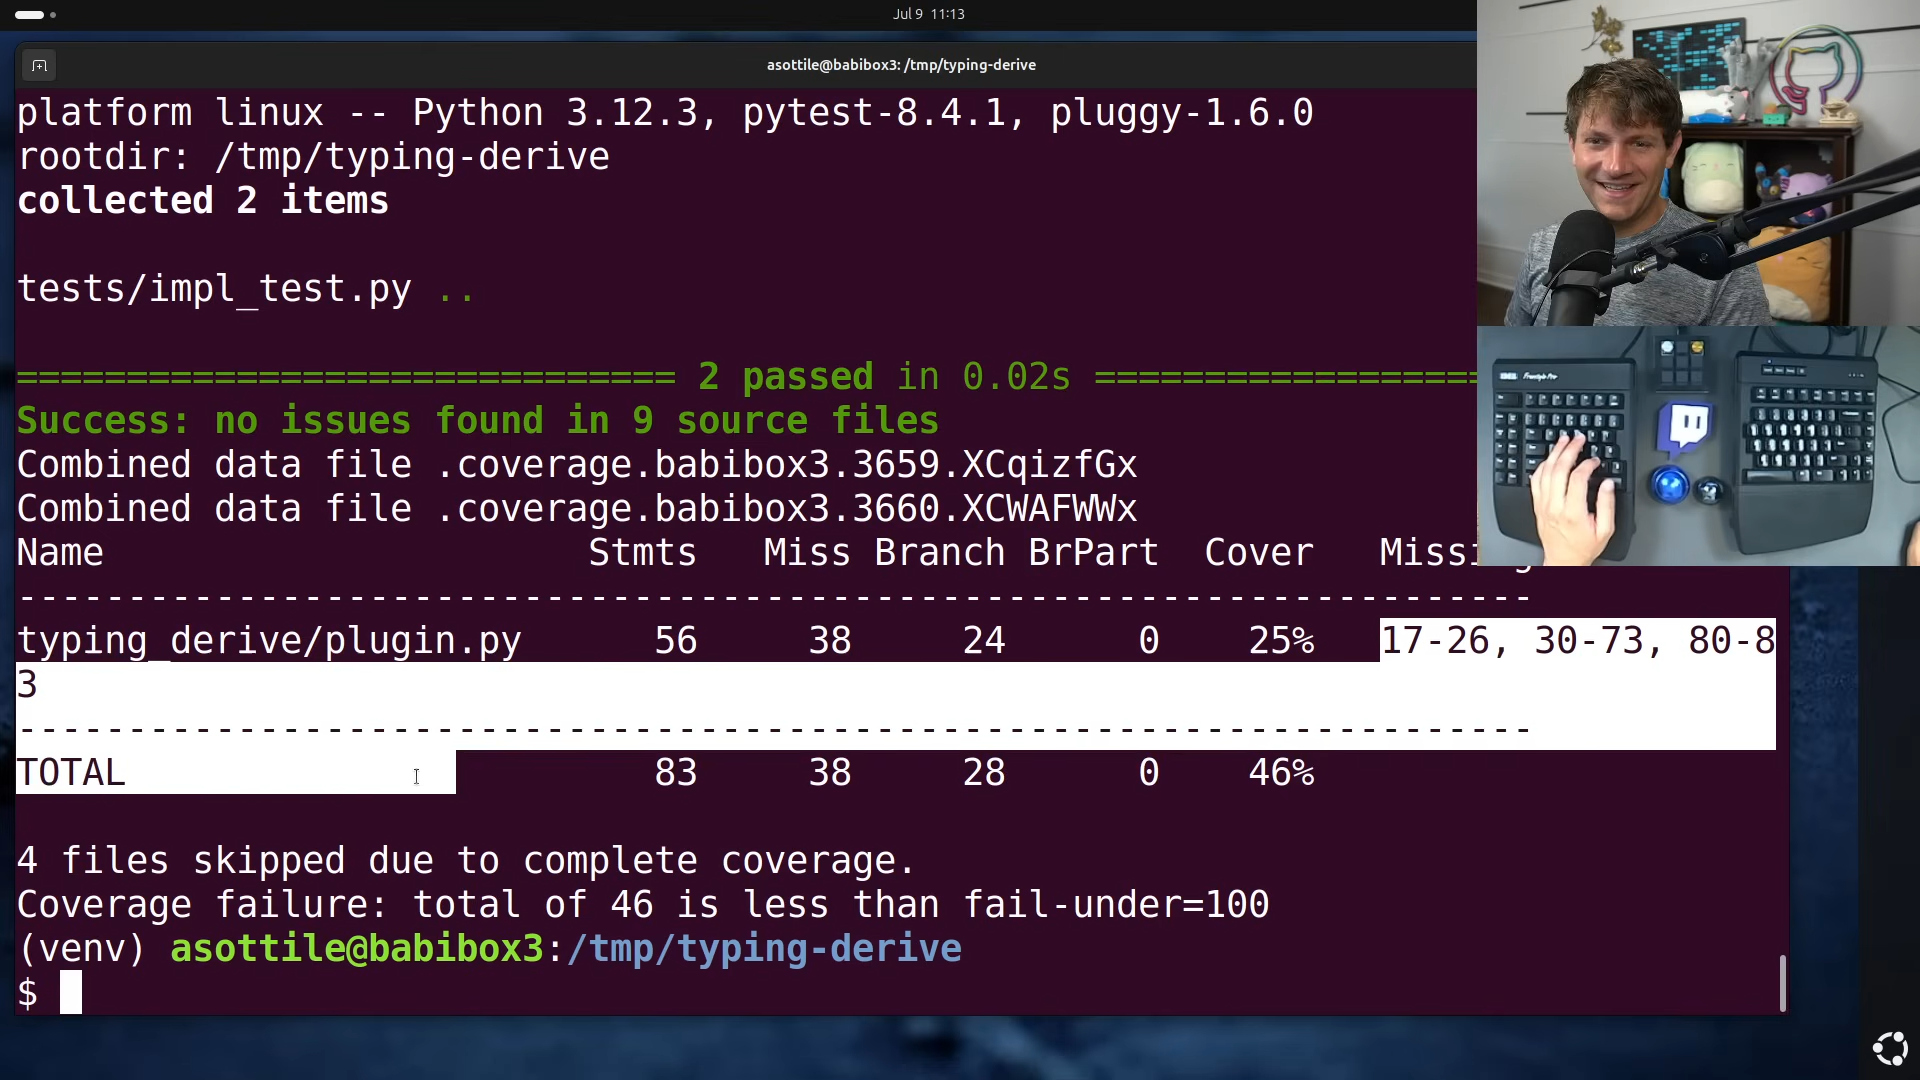 Jul 9 11:13
asottile@babibox3: /tmp/typing-derive
platform linux -- Python 3.12.3, pytest-8.4.1, pluggy-1.6.0
rootdir: /tmp/typing-derive
collected 2 items
tests/impl_test.py ..
============================== 2 passed in 0.02s ==================
Success: no issues found in 9 source files
Combined data file .coverage.babibox3.3659.XCqizfGx
Combined data file .coverage.babibox3.3660.XCWAFWWx
Name Stmts Miss Branch BrPart Cover Missing
---------------------------------------------------------------------
typing_derive/plugin.py 56 38 24 0 25% 17-26, 30-73, 80-8
3
---------------------------------------------------------------------
TOTAL 83 38 28 0 46%
4 files skipped due to complete coverage.
Coverage failure: total of 46 is less than fail-under=100
(venv) asottile@babibox3:/tmp/typing-derive
$
Freestyle Pro